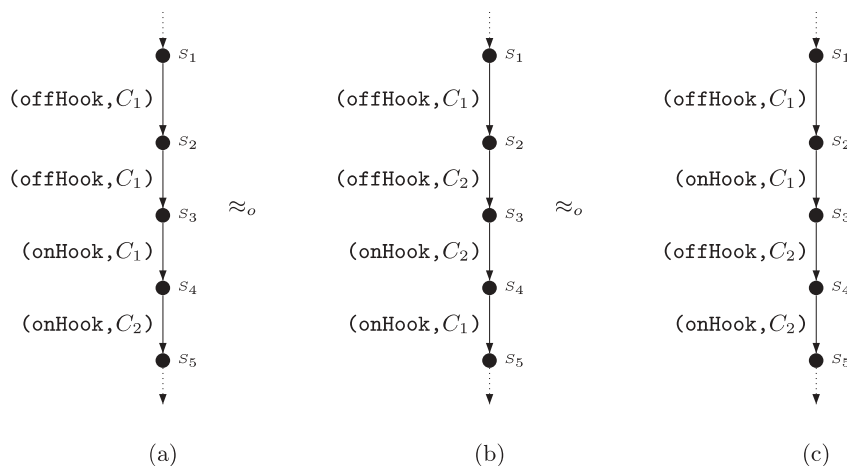 s1 s1 s1
(offHook,C1) (offHook,C1) (offHook,C1)
s2 s2 s2
(offHook,C1) (offHook,C2) (onHook,C1)
≈o ≈o
s3 s3 s3
(onHook,C1) (onHook,C2) (offHook,C2)
s4 s4 s4
(onHook,C2) (onHook,C1) (onHook,C2)
s5 s5 s5
(a) (b) (c)